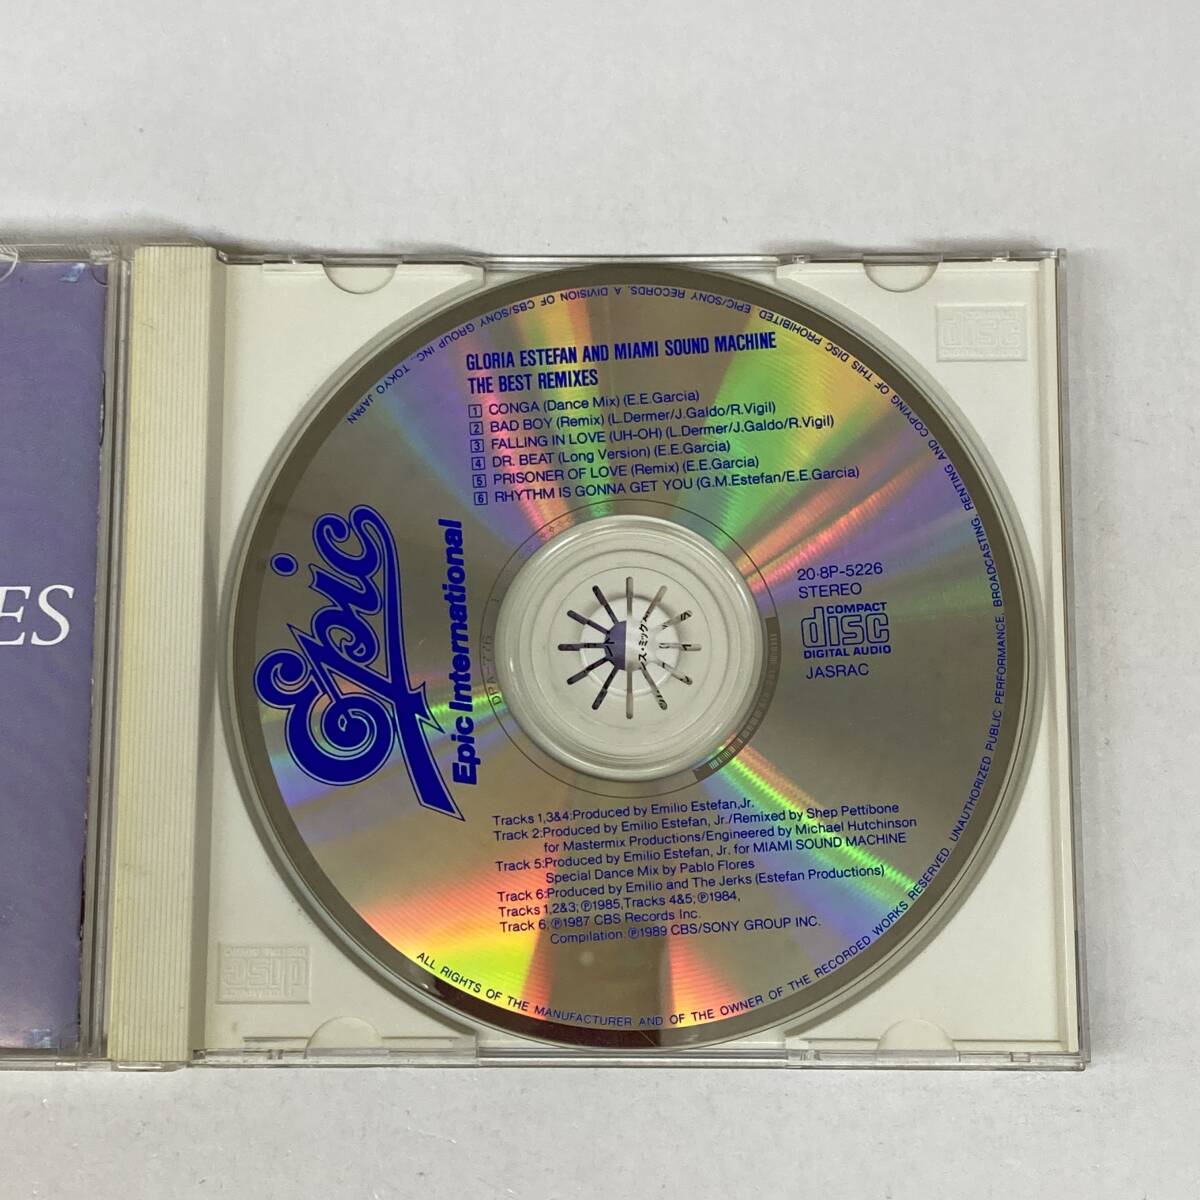 ES
GLORIA ESTEFAN AND MIAMI SOUND MACHINE
THE BEST REMIXES
1 CONGA (Dance Mix) (E.E.Garcia)
2 BAD BOY (Remix) (L.Dermer/J.Galdo/R.Vigil)
3 FALLING IN LOVE (UH-OH) (L.Dermer/J.Galdo/R.Vigil)
4 DR. BEAT (Long Version) (E.E.Garcia)
5 PRISONER OF LOVE (Remix) (E.E.Garcia)
6 RHYTHM IS GONNA GET YOU (G.M.Estefan/E.E.Garcia)
Epic
Epic International
20·8P-5226
STEREO
COMPACT
disc
DIGITAL AUDIO
JASRAC
Tracks 1,3&4:Produced by Emilio Estefan,Jr.
Track 2:Produced by Emilio Estefan, Jr./Remixed by Shep Pettibone
for Mastermix Productions/Engineered by Michael Hutchinson
Track 5:Produced by Emilio Estefan, Jr. for MIAMI SOUND MACHINE
Special Dance Mix by Pablo Flores
Track 6:Produced by Emilio and The Jerks (Estefan Productions)
Tracks 1,2&3;℗1985,Tracks 4&5;℗1984,
Track 6;℗1987 CBS Records Inc.
Compilation:℗1989 CBS/SONY GROUP INC.
ALL RIGHTS OF THE MANUFACTURER AND OF THE OWNER OF THE RECORDED WORKS RESERVED. UNAUTHORIZED PUBLIC PERFORMANCE, BROADCASTING, RENTING AND COPYING OF THIS DISC PROHIBITED. EPIC/SONY RECORDS, A DIVISION OF CBS/SONY GROUP INC., TOKYO JAPAN
COMPACT
disc
DIGITAL AUDIO
disc